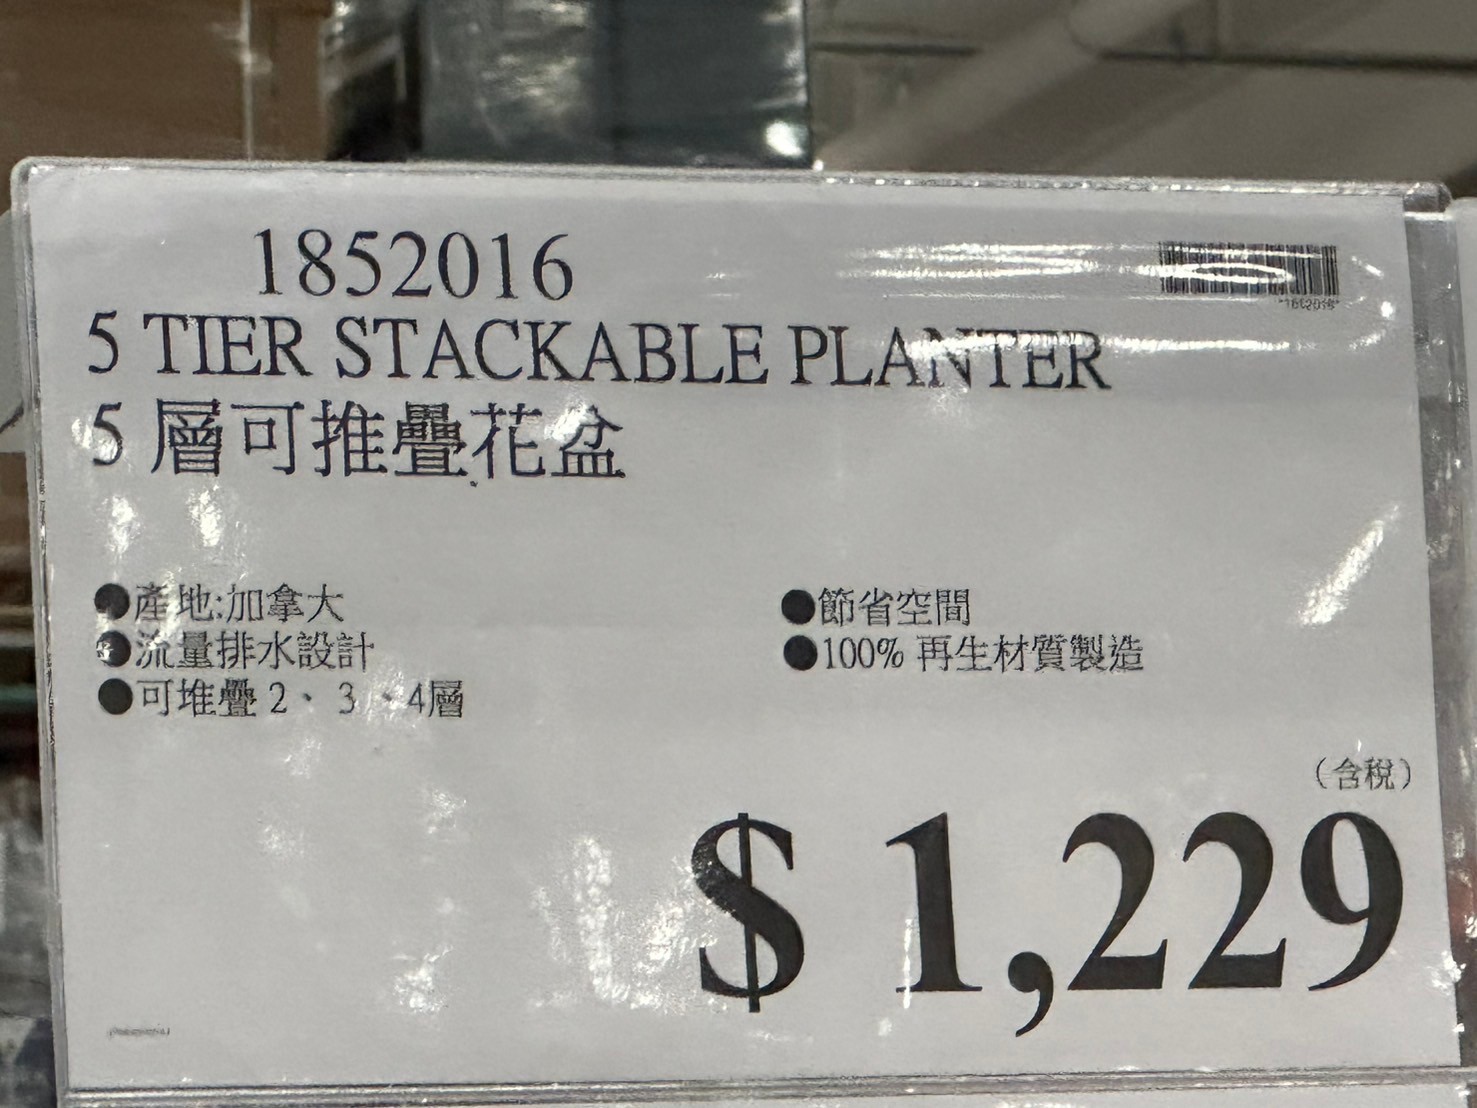 1852016
5 TIER STACKABLE PLANTER
5 層可推疊花盆
●產地:加拿大
●流量排水設計
●可堆疊 2、3、4層
●節省空間
●100% 再生材質製造
(含稅)
$ 1,229